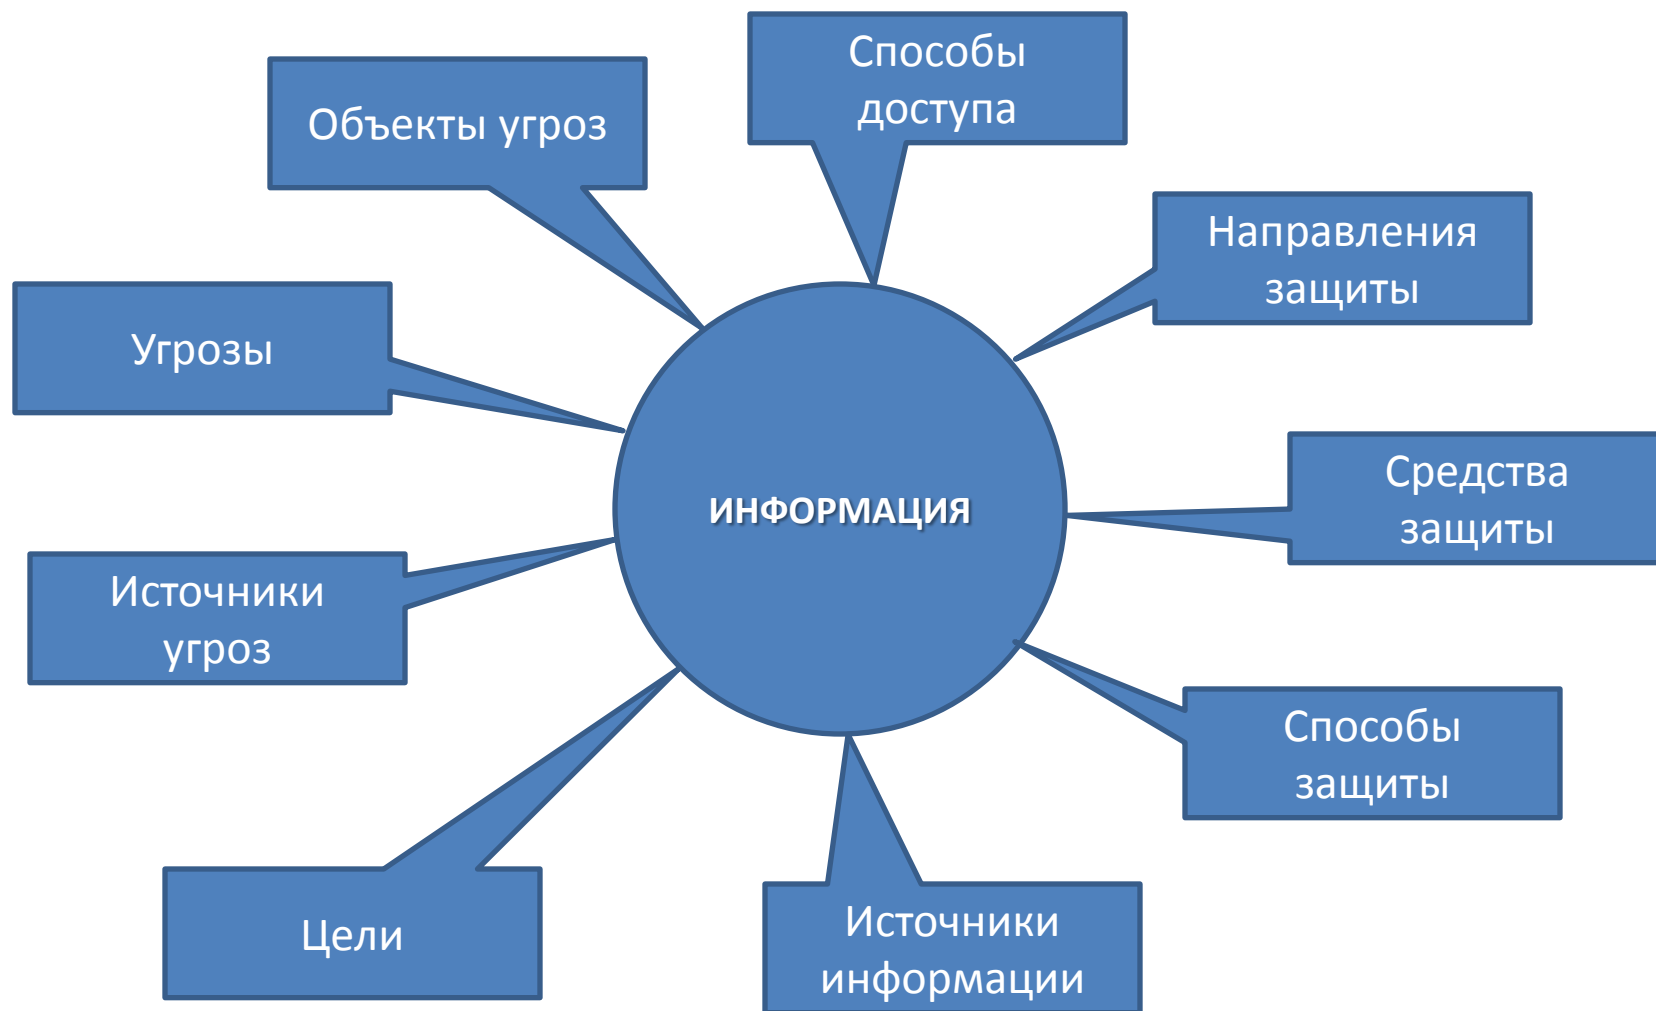 Способы
доступа
Объекты угроз
Направления
защиты
Угрозы
Средства
защиты
ИНФОРМАЦИЯ
Источники
угроз
Способы
защиты
Цели
Источники
информации